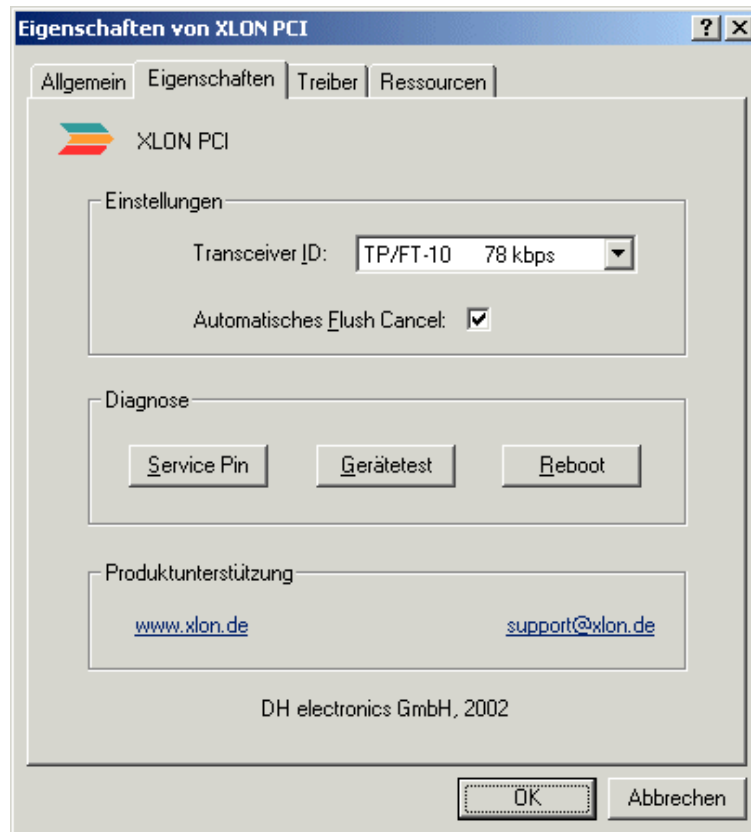 Eigenschaften von XLON PCI
Allgemein Eigenschaften Treiber Ressourcen
XLON PCI
Einstellungen
Transceiver ID: TP/FT-10 78 kbps
Automatisches Flush Cancel:
Diagnose
Service Pin Gerätetest Reboot
Produktunterstützung
www.xlon.de support@xlon.de
DH electronics GmbH, 2002
OK Abbrechen